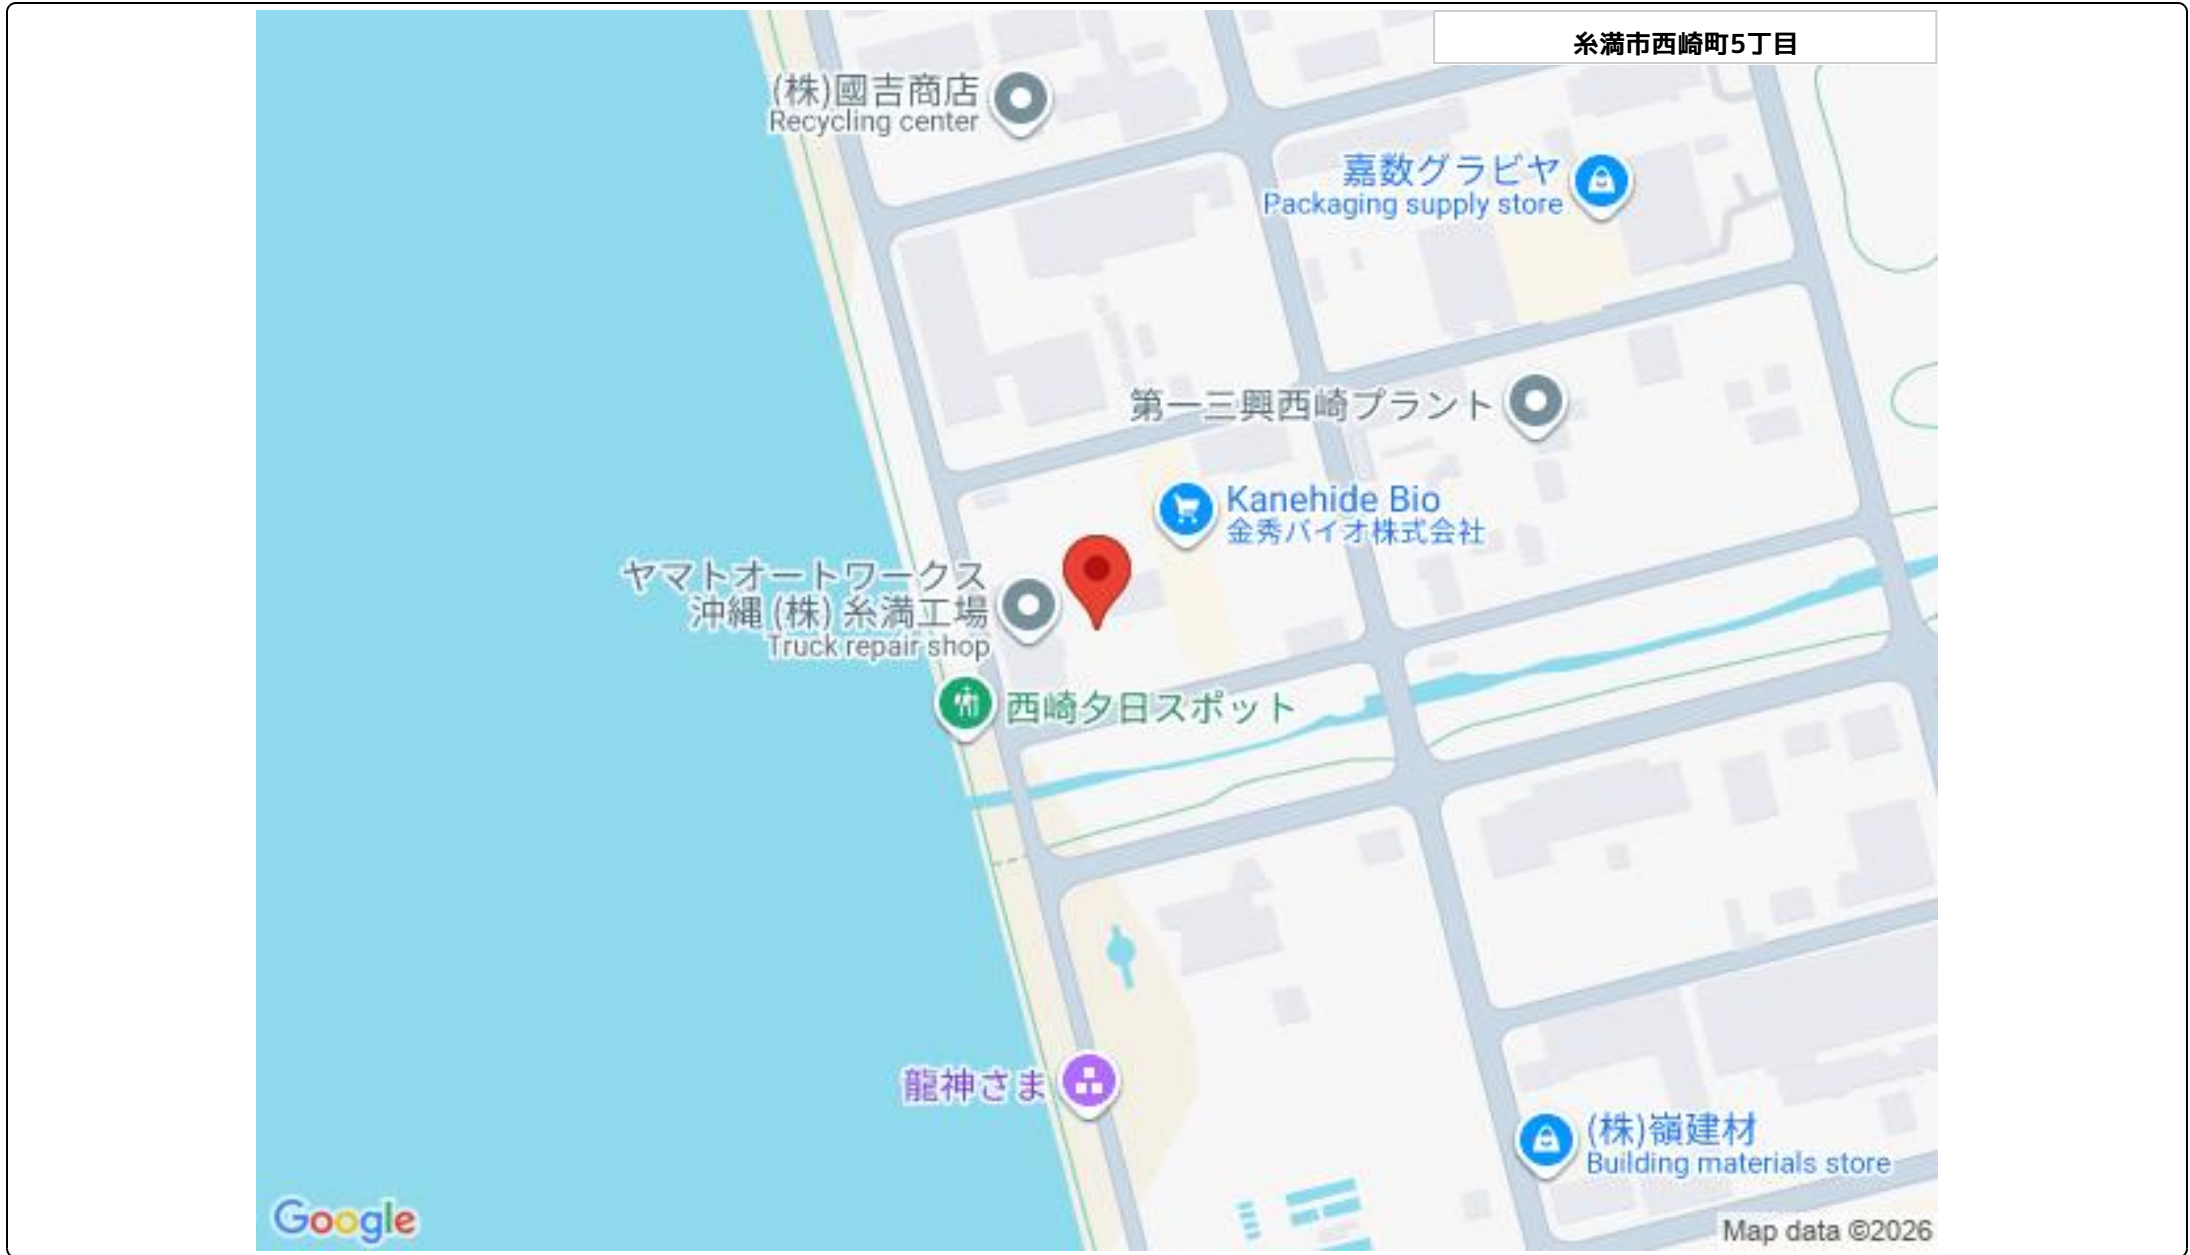 糸満市西崎町5丁目
(株)國吉商店
Recycling center
嘉数グラビヤ
Packaging supply store
第一三興西崎プラント
Kanehide Bio
金秀バイオ株式会社
ヤマトオートワークス
沖縄 (株) 糸満工場
Truck repair shop
西崎夕日スポット
龍神さま
(株)嶺建材
Building materials store
Google
Map data ©2026